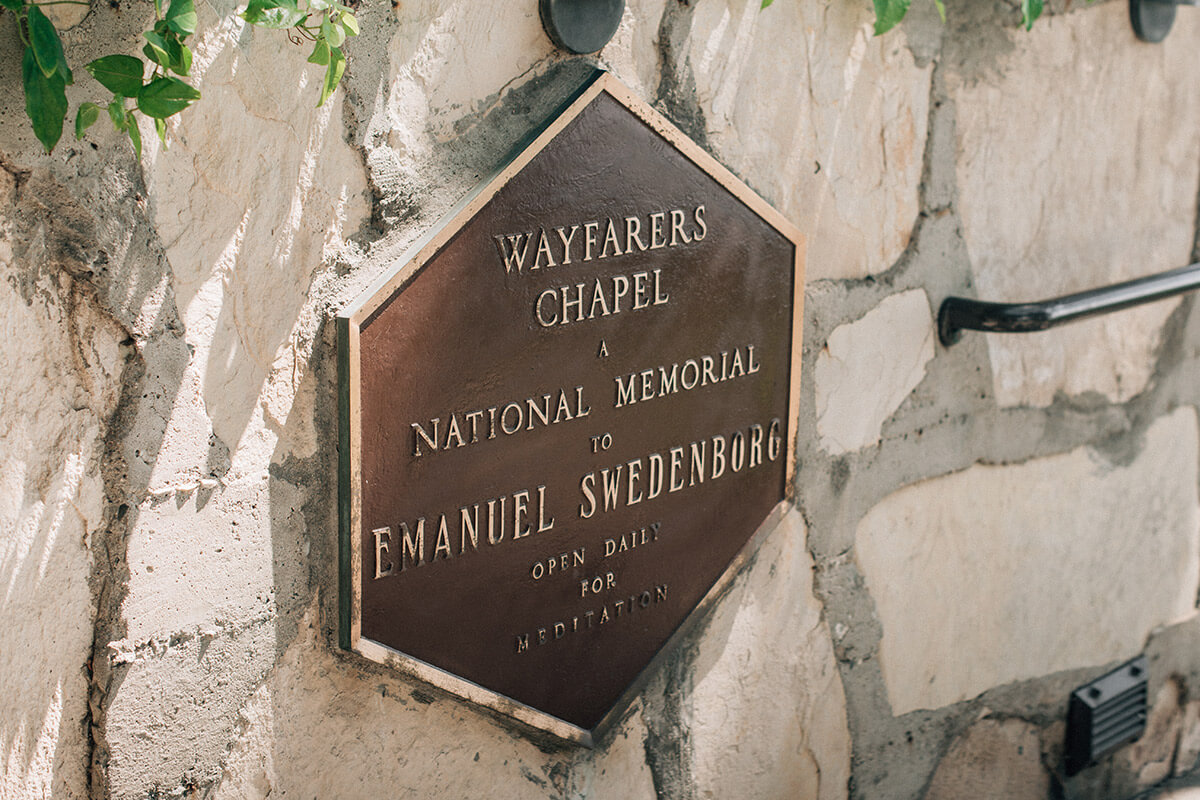 WAYFARERS
CHAPEL
A
NATIONAL MEMORIAL
TO
EMANUEL SWEDENBORG
OPEN DAILY
FOR
MEDITATION